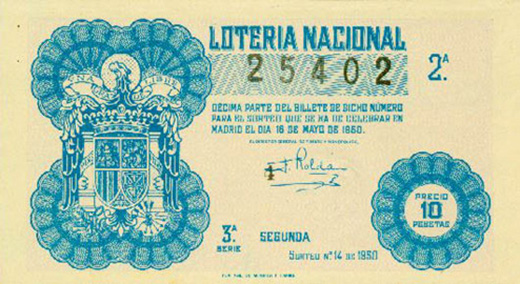 LOTERIA NACIONAL
25402
2.ª
DÉCIMA PARTE DEL BILLETE DE DICHO NÚMERO
PARA EL SORTEO QUE SE HA DE CELEBRAR EN
MADRID EL DIA 16 DE MAYO DE 1950.
F. Roldán
3.ª
SERIE
SEGUNDA
SORTEO Nº 14 DE 1950
PRECIO
10
PESETAS